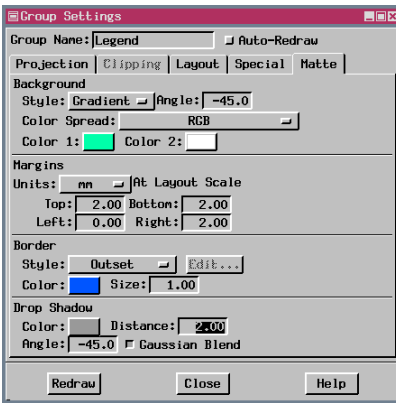 Group Settings
Group Name: Legend Auto-Redraw
Projection Clipping Layout Special Matte
Background
Style: Gradient Angle: -45.0
Color Spread: RGB
Color 1: Color 2:
Margins
Units: mm At Layout Scale
Top: 2.00 Bottom: 2.00
Left: 0.00 Right: 2.00
Border
Style: Outset Edit...
Color: Size: 1.00
Drop Shadow
Color: Distance: 2.00
Angle: -45.0 Gaussian Blend
Redraw Close Help